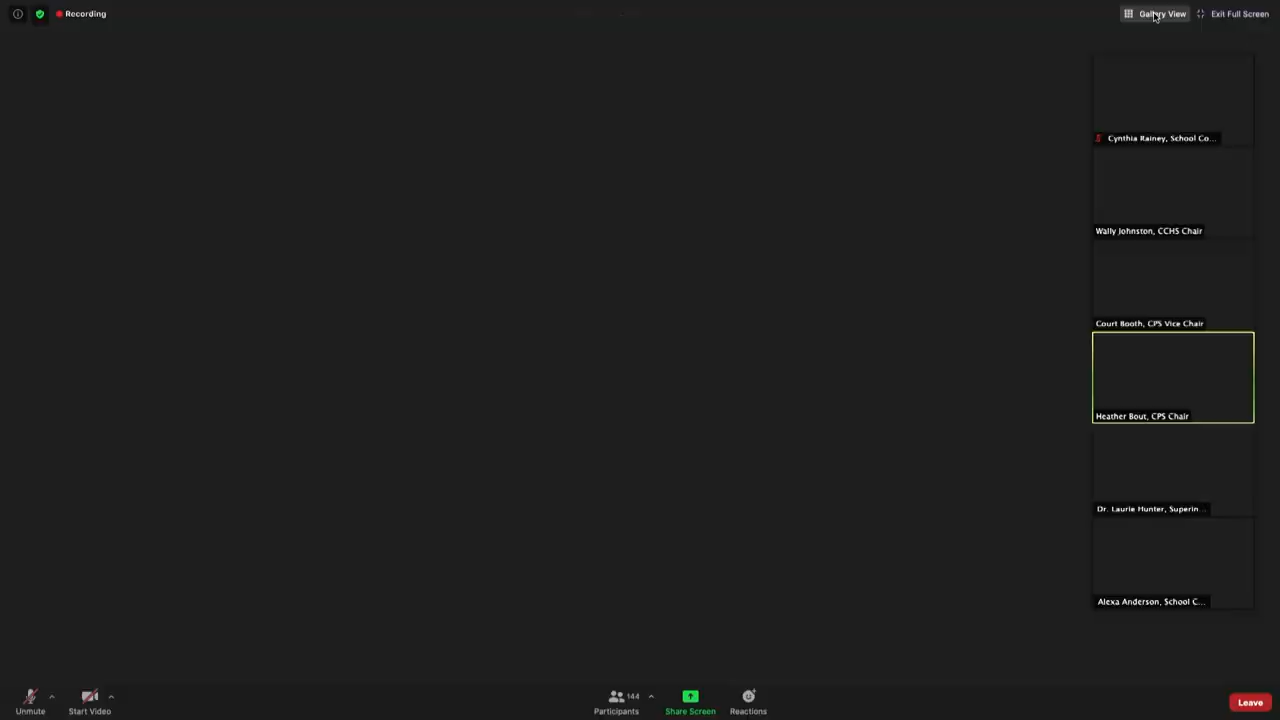 Recording
Gallery View
Exit Full Screen
Cynthia Rainey, School Co...
Wally Johnston, CCHS Chair
Court Booth, CPS Vice Chair
Heather Bout, CPS Chair
Dr. Laurie Hunter, Superin...
Alexa Anderson, School C...
Unmute
Start Video
144
Participants
Share Screen
Reactions
Leave